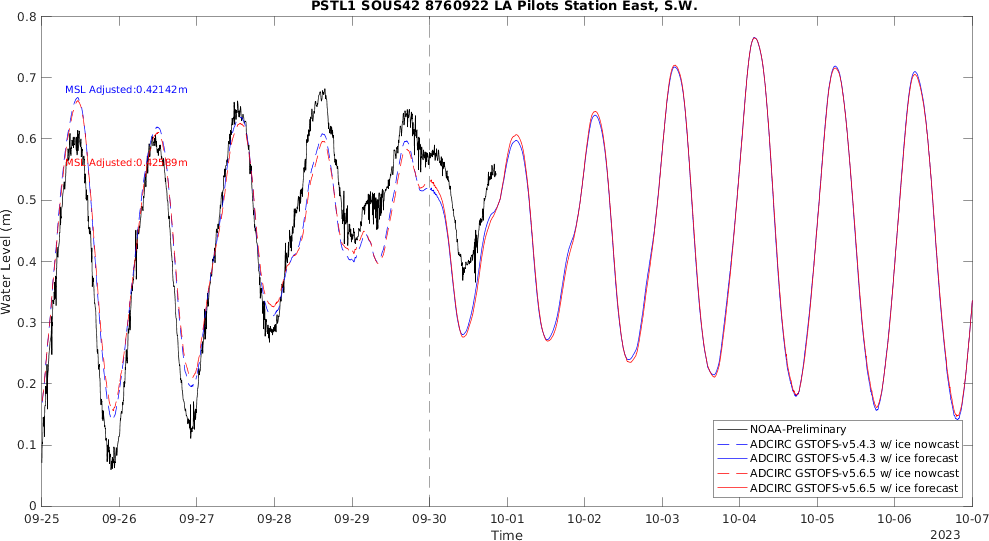 PSTL1 SOUS42 8760922 LA Pilots Station East, S.W.
0.8
0.7
0.6
0.5
0.4
0.3
0.2
0.1
0
Water Level (m)
MSL Adjusted:0.42142m
MSL Adjusted:0.42589m
NOAA-Preliminary
ADCIRC GSTOFS-v5.4.3 w/ ice nowcast
ADCIRC GSTOFS-v5.4.3 w/ ice forecast
ADCIRC GSTOFS-v5.6.5 w/ ice nowcast
ADCIRC GSTOFS-v5.6.5 w/ ice forecast
09-25 09-26 09-27 09-28 09-29 09-30 10-01 10-02 10-03 10-04 10-05 10-06 10-07
Time
2023